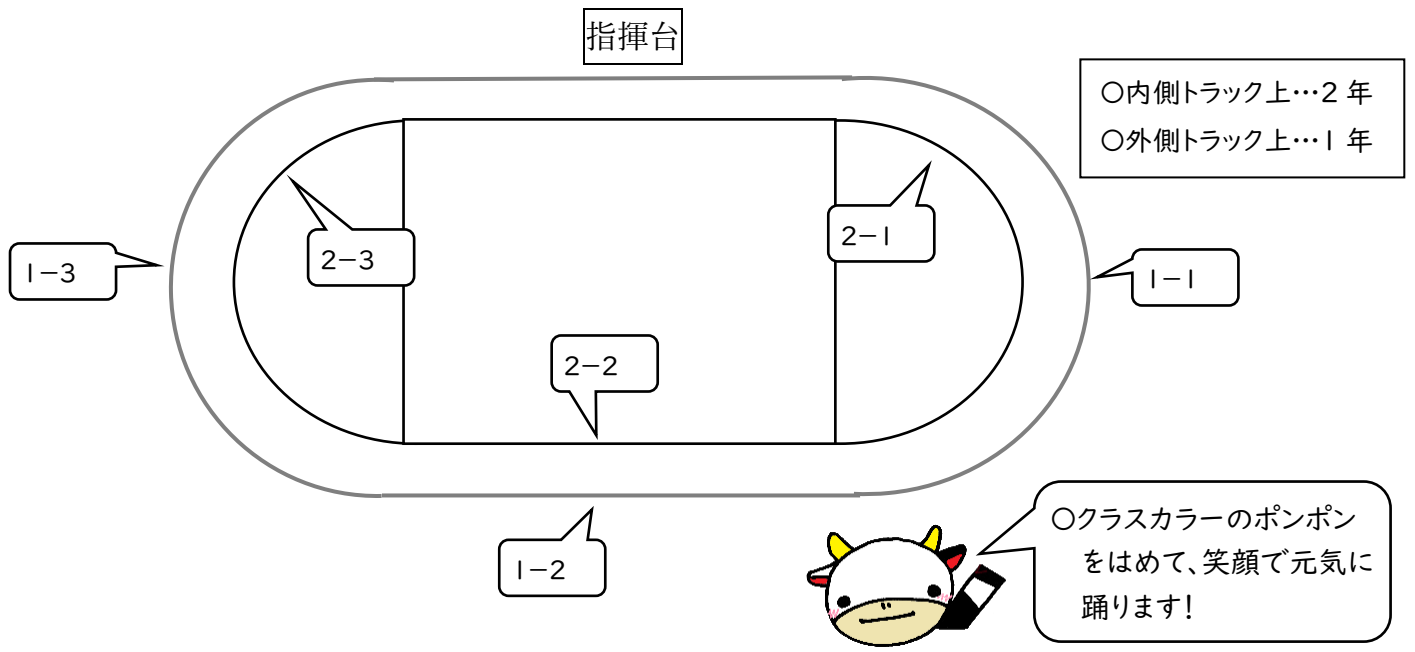 指揮台
○内側トラック上…2 年
○外側トラック上…1 年
2-3
2-1
1-3
1-1
2-2
1-2
○クラスカラーのポンポン
をはめて、笑顔で元気に
踊ります!